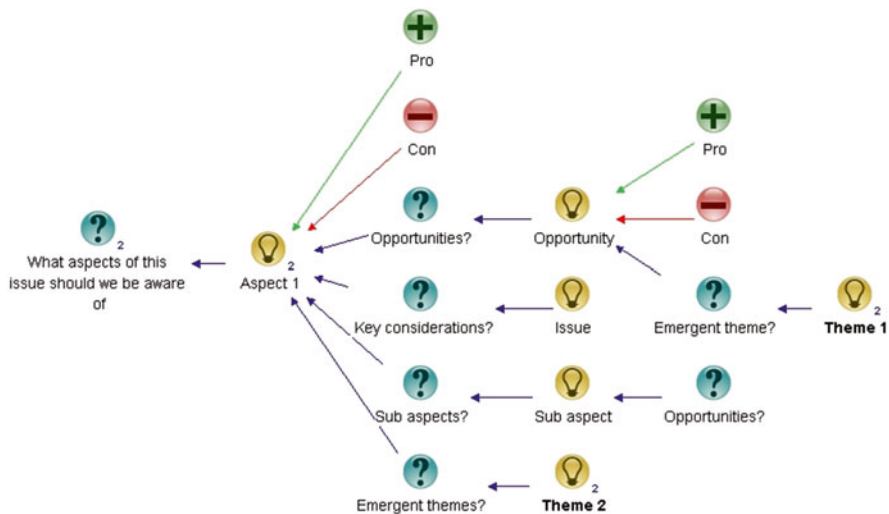 Pro
Con
Pro
Opportunities?
Opportunity
Con
2
What aspects of this
issue should we be aware
of
2
Aspect 1
Key considerations?
Issue
Emergent theme?
2
Theme 1
Sub aspects?
Sub aspect
Opportunities?
Emergent themes?
2
Theme 2